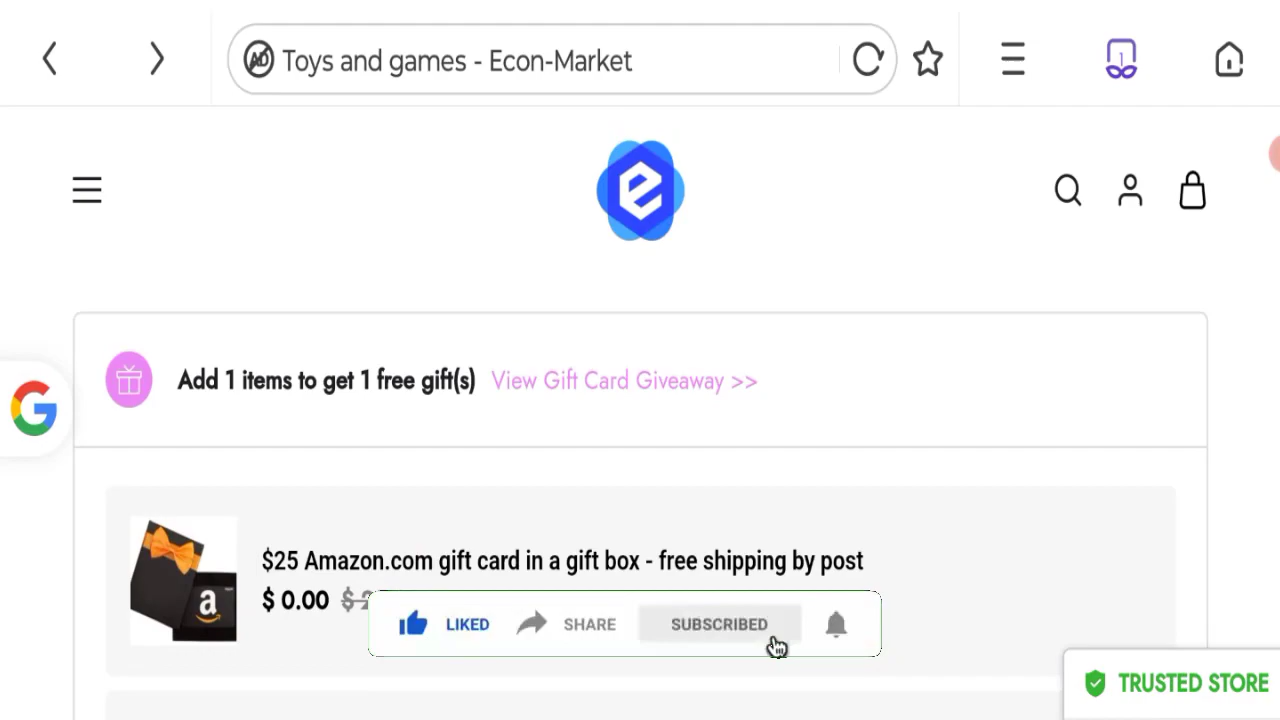 Toys and games - Econ-Market
Add 1 items to get 1 free gift(s) View Gift Card Giveaway >>
$25 Amazon.com gift card in a gift box - free shipping by post
$ 0.00
LIKED SHARE SUBSCRIBED
TRUSTED STORE